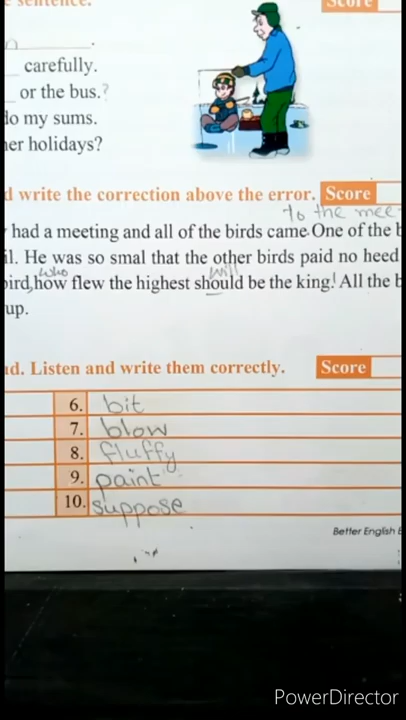 sentence.
Score
carefully.
or the bus.?
do my sums.
her holidays?
d write the correction above the error. Score
to the mee
had a meeting and all of the birds came. One of the b
il. He was so smal that the other birds paid no heed
who will
bird, how flew the highest should be the king! All the b
up.
d. Listen and write them correctly. Score
6. bit
7. blow
8. fluffy
9. paint
10. suppose
Better English
PowerDirector